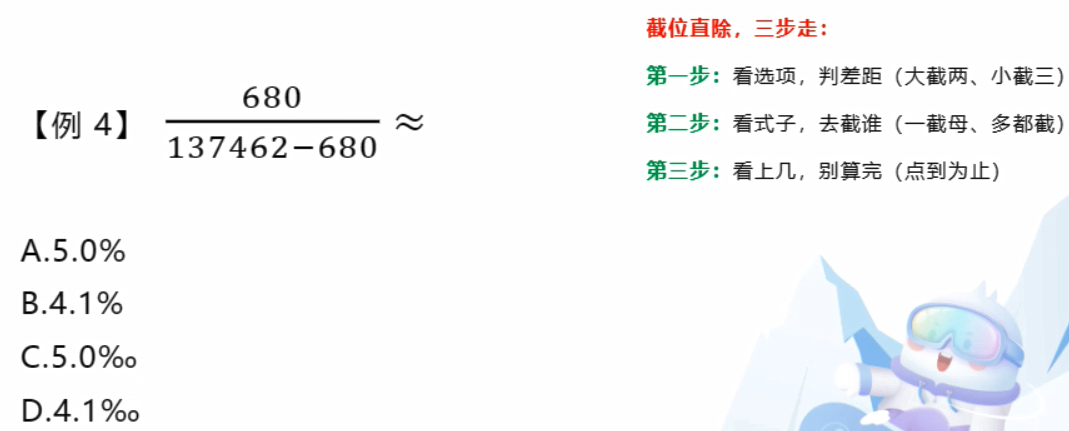 截位直除，三步走：
第一步：看选项，判差距（大截两、小截三）
第二步：看式子，去截谁（一截母、多都截）
第三步：看上几，别算完（点到为止）
【例 4】
680
137462−680
≈
A.5.0%
B.4.1%
C.5.0‰
D.4.1‰